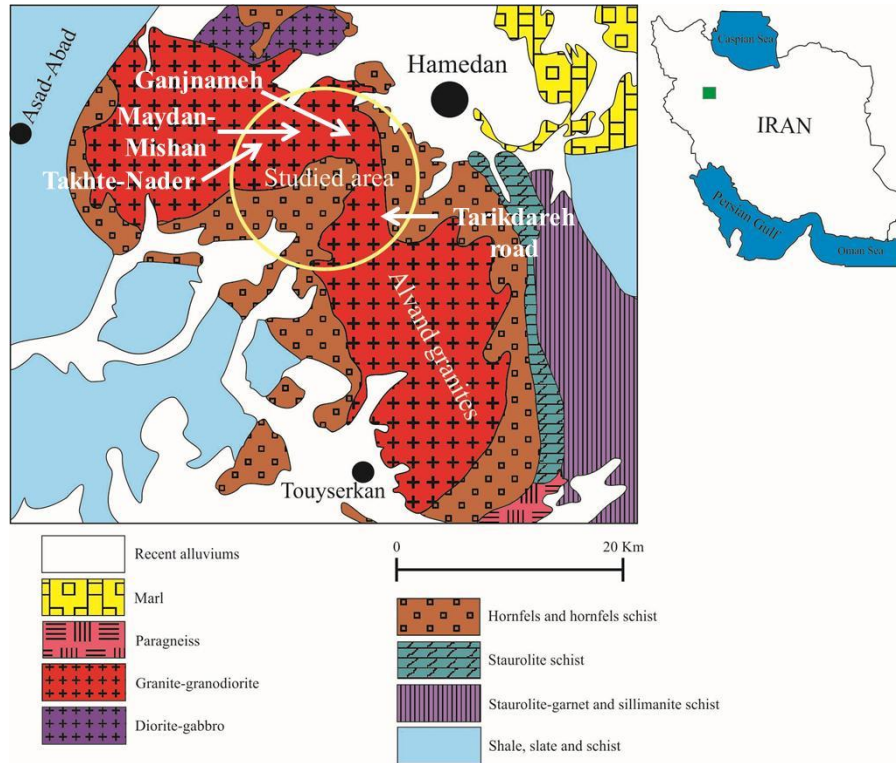 Asad-Abad
Ganjnameh
Maydan-
Mishan
Takhte-Nader
Hamedan
Studied area
Tarikdareh
road
Alvand granites
Touyserkan
Caspian Sea
IRAN
Persian Gulf
Oman Sea
Recent alluviums
Marl
Paragneiss
Granite-granodiorite
Diorite-gabbro
0 20 Km
Hornfels and hornfels schist
Staurolite schist
Staurolite-garnet and sillimanite schist
Shale, slate and schist